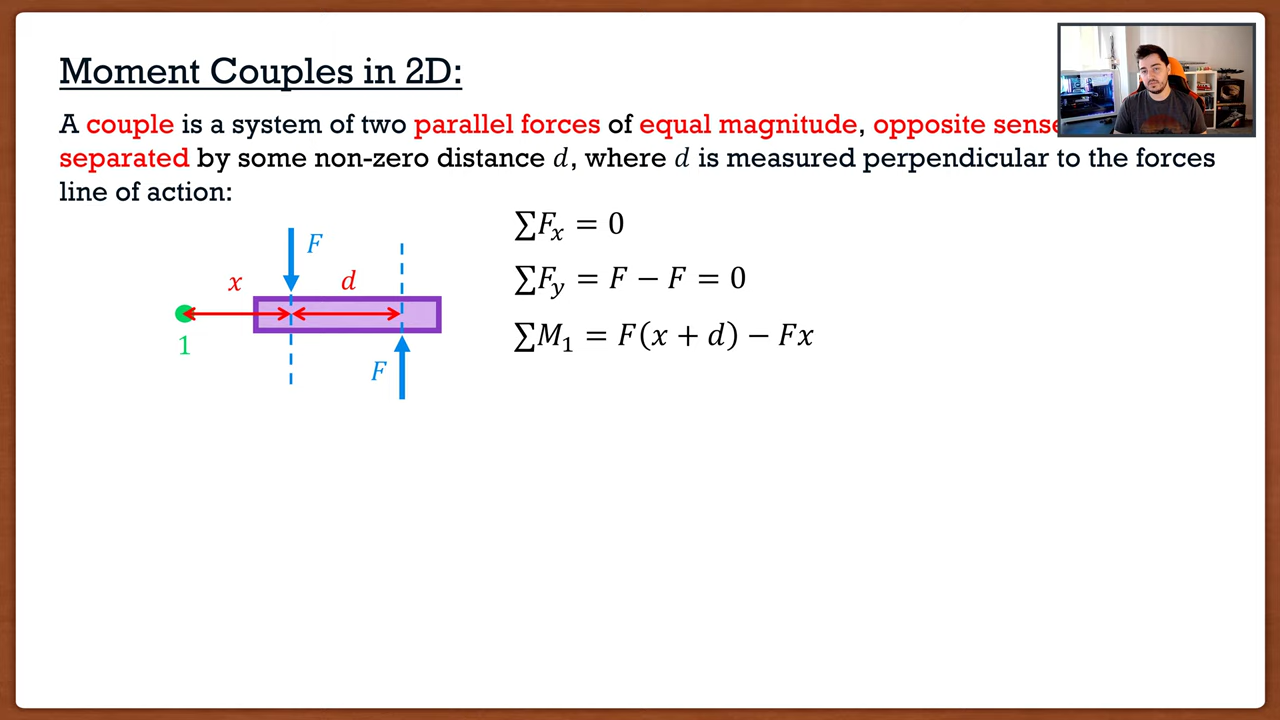 Moment Couples in 2D:
A couple is a system of two parallel forces of equal magnitude, opposite sense
separated by some non-zero distance d, where d is measured perpendicular to the forces
line of action:
∑Fₓ = 0
F
x
d
∑F_y = F − F = 0
∑M₁ = F(x + d) − Fx
1
F